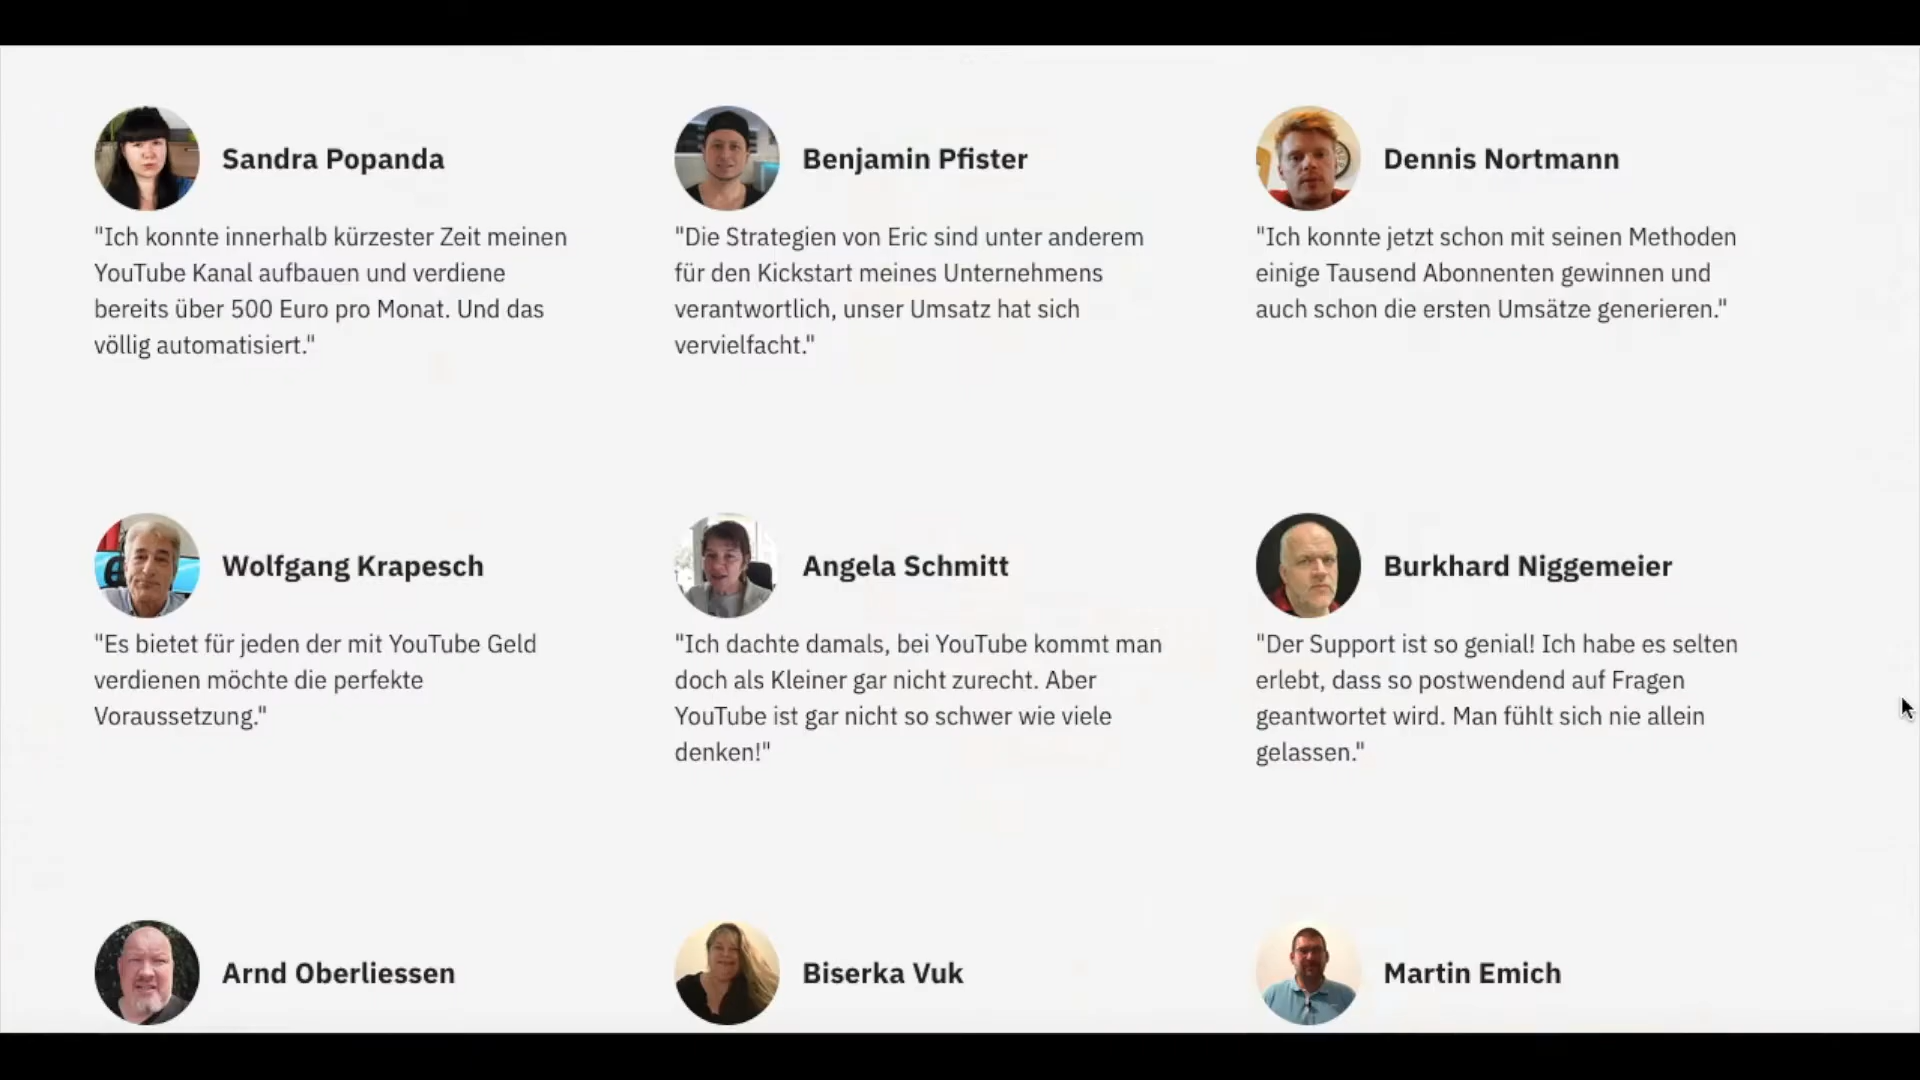 Sandra Popanda
"Ich konnte innerhalb kürzester Zeit meinen
YouTube Kanal aufbauen und verdiene
bereits über 500 Euro pro Monat. Und das
völlig automatisiert."
Benjamin Pfister
"Die Strategien von Eric sind unter anderem
für den Kickstart meines Unternehmens
verantwortlich, unser Umsatz hat sich
vervielfacht."
Dennis Nortmann
"Ich konnte jetzt schon mit seinen Methoden
einige Tausend Abonnenten gewinnen und
auch schon die ersten Umsätze generieren."
Wolfgang Krapesch
"Es bietet für jeden der mit YouTube Geld
verdienen möchte die perfekte
Voraussetzung."
Angela Schmitt
"Ich dachte damals, bei YouTube kommt man
doch als Kleiner gar nicht zurecht. Aber
YouTube ist gar nicht so schwer wie viele
denken!"
Burkhard Niggemeier
"Der Support ist so genial! Ich habe es selten
erlebt, dass so postwendend auf Fragen
geantwortet wird. Man fühlt sich nie allein
gelassen."
Arnd Oberliessen
Biserka Vuk
Martin Emich